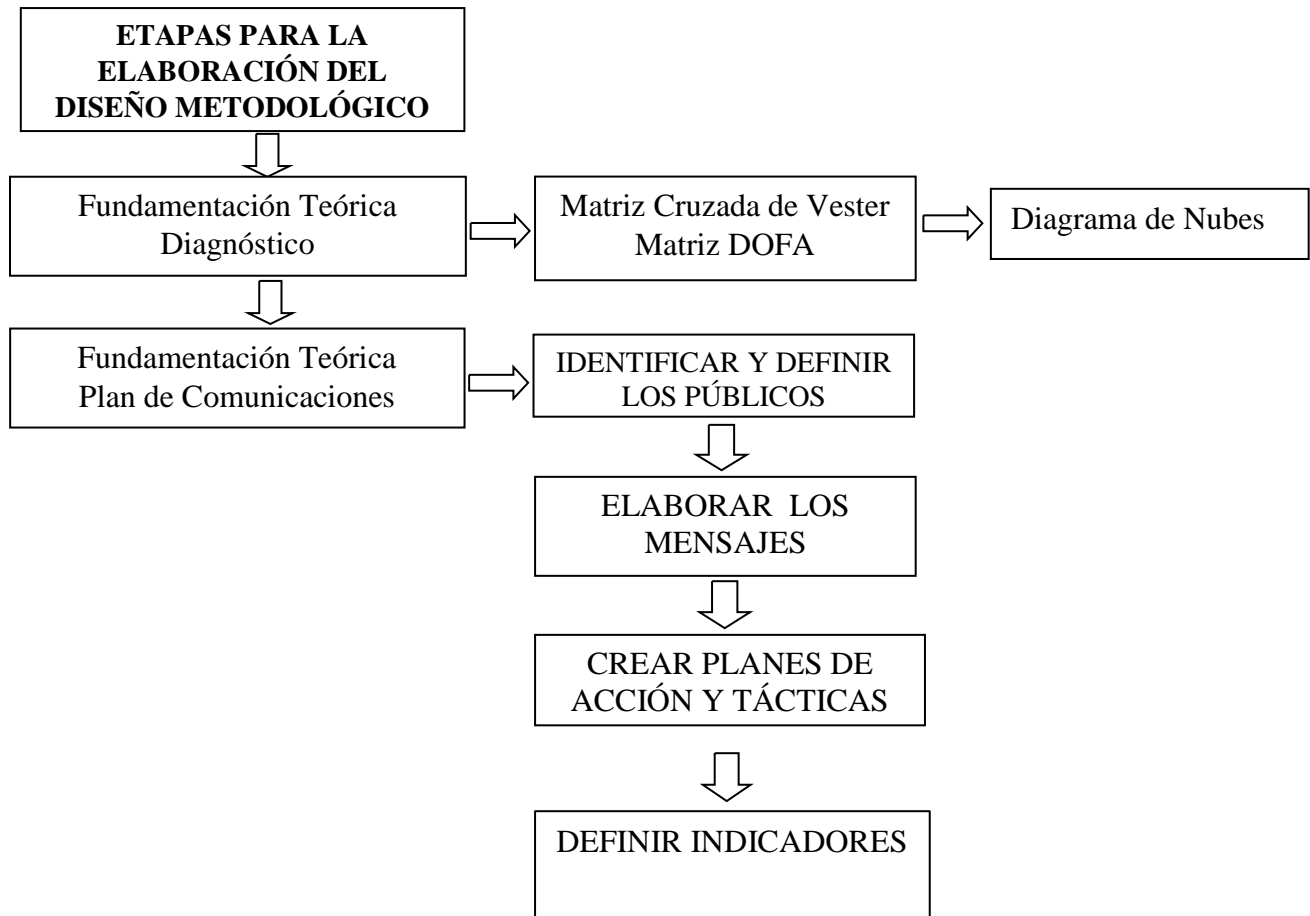 ETAPAS PARA LA
ELABORACIÓN DEL
DISEÑO METODOLÓGICO
Fundamentación Teórica
Diagnóstico
Matriz Cruzada de Vester
Matriz DOFA
Diagrama de Nubes
Fundamentación Teórica
Plan de Comunicaciones
IDENTIFICAR Y DEFINIR
LOS PÚBLICOS
ELABORAR LOS
MENSAJES
CREAR PLANES DE
ACCIÓN Y TÁCTICAS
DEFINIR INDICADORES